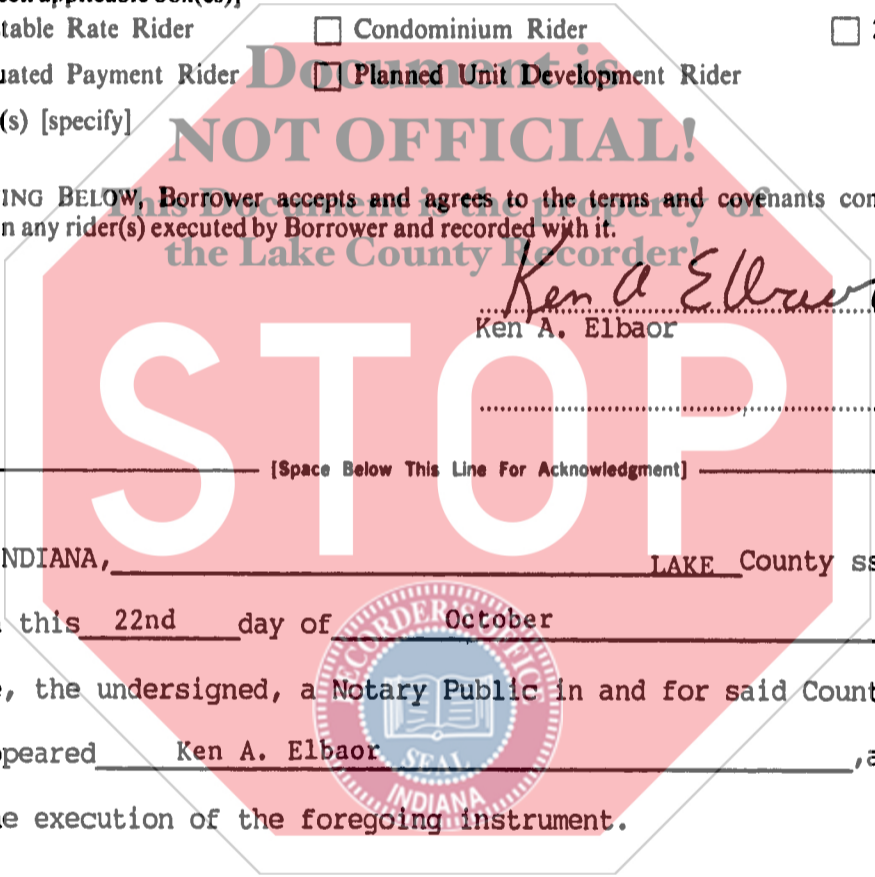 table Rate Rider ☐ Condominium Rider ☐
uated Payment Rider ☐ Planned Unit Development Rider
(s) [specify]
Document is
NOT OFFICIAL!
This Document is the property of
the Lake County Recorder!
ING BELOW, Borrower accepts and agrees to the terms and covenants con
n any rider(s) executed by Borrower and recorded with it.
Ken A Elbaor
Ken A. Elbaor
STOP
[Space Below This Line For Acknowledgment]
NDIANA, LAKE County ss
this 22nd day of October
, the undersigned, a Notary Public in and for said Count
peared Ken A. Elbaor ,a
e execution of the foregoing instrument.
RECORDER'S OFFICE
SEAL
INDIANA